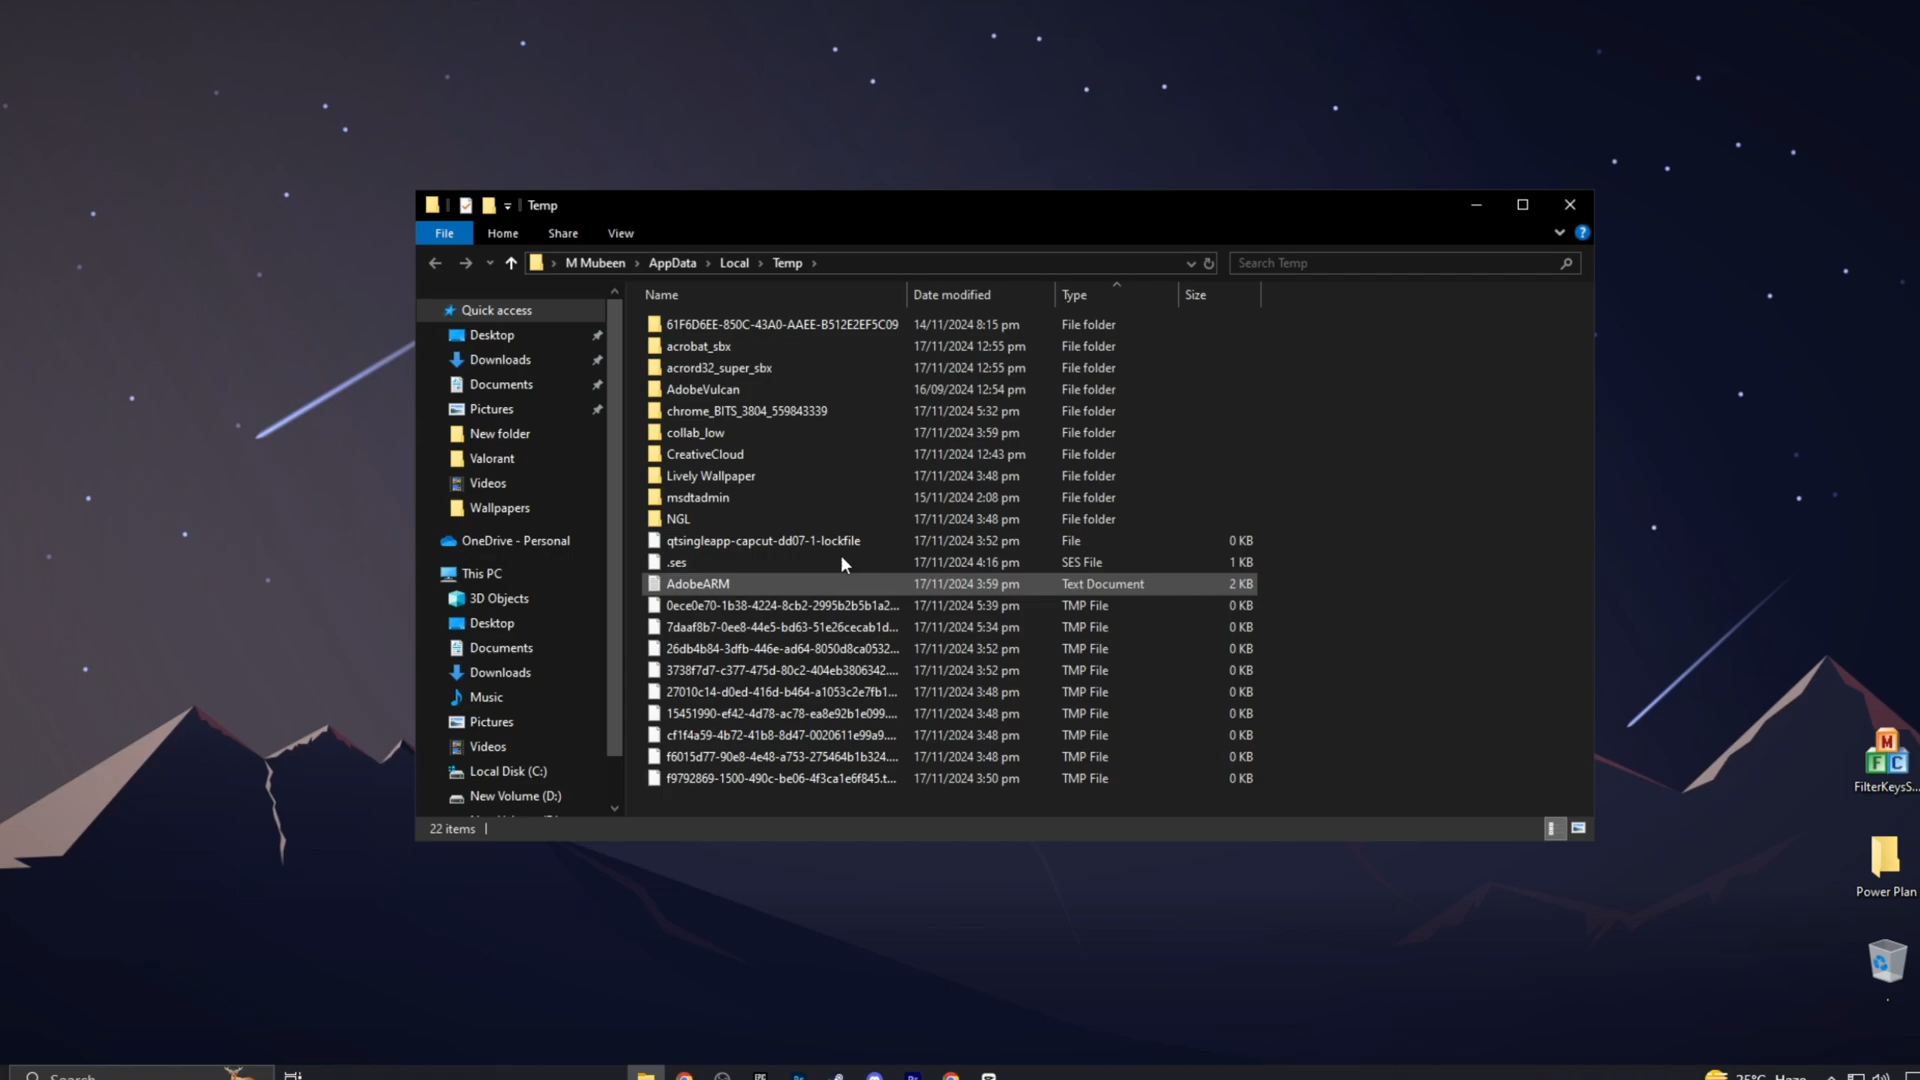 Temp
File Home Share View
M Mubeen AppData Local Temp
Search Temp
Name Date modified Type Size
Quick access
Desktop
Downloads
Documents
Pictures
New folder
Valorant
Videos
Wallpapers
OneDrive - Personal
This PC
3D Objects
Desktop
Documents
Downloads
Music
Pictures
Videos
Local Disk (C:)
New Volume (D:)
61F6D6EE-850C-43A0-AAEE-B512E2EF5C09 14/11/2024 8:15 pm File folder
acrobat_sbx 17/11/2024 12:55 pm File folder
acrord32_super_sbx 17/11/2024 12:55 pm File folder
AdobeVulcan 16/09/2024 12:54 pm File folder
chrome_BITS_3804_559843339 17/11/2024 5:32 pm File folder
collab_low 17/11/2024 3:59 pm File folder
CreativeCloud 17/11/2024 12:43 pm File folder
Lively Wallpaper 17/11/2024 3:48 pm File folder
msdtadmin 15/11/2024 2:08 pm File folder
NGL 17/11/2024 3:48 pm File folder
qtsingleapp-capcut-dd07-1-lockfile 17/11/2024 3:52 pm File 0 KB
.ses 17/11/2024 4:16 pm SES File 1 KB
AdobeARM 17/11/2024 3:59 pm Text Document 2 KB
0ece0e70-1b38-4224-8cb2-2995b2b5b1a2... 17/11/2024 5:39 pm TMP File 0 KB
7daaf8b7-0ee8-44e5-bd63-51e26cecab1d... 17/11/2024 5:34 pm TMP File 0 KB
26db4b84-3dfb-446e-ad64-8050d8ca0532... 17/11/2024 3:52 pm TMP File 0 KB
3738f7d7-c377-475d-80c2-404eb3806342.... 17/11/2024 3:52 pm TMP File 0 KB
27010c14-d0ed-416d-b464-a1053c2e7fb1... 17/11/2024 3:48 pm TMP File 0 KB
15451990-ef42-4d78-ac78-ea8e92b1e099.... 17/11/2024 3:48 pm TMP File 0 KB
cf1f4a59-4b72-41b8-8d47-0020611e99a9.... 17/11/2024 3:48 pm TMP File 0 KB
f6015d77-90e8-4e48-a753-275464b1b324.... 17/11/2024 3:48 pm TMP File 0 KB
f9792869-1500-490c-be06-4f3ca1e6f845.t... 17/11/2024 3:50 pm TMP File 0 KB
22 items
FilterKeysS...
Power Plan
Search
25°C Haze